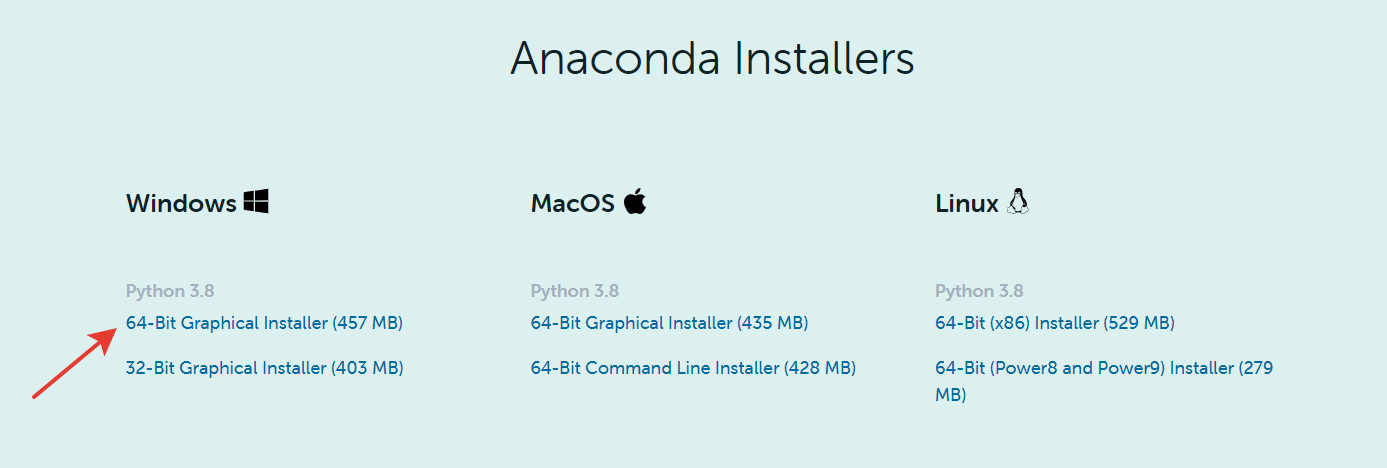 Anaconda Installers
Windows
Python 3.8
64-Bit Graphical Installer (457 MB)
32-Bit Graphical Installer (403 MB)
MacOS
Python 3.8
64-Bit Graphical Installer (435 MB)
64-Bit Command Line Installer (428 MB)
Linux
Python 3.8
64-Bit (x86) Installer (529 MB)
64-Bit (Power8 and Power9) Installer (279
MB)